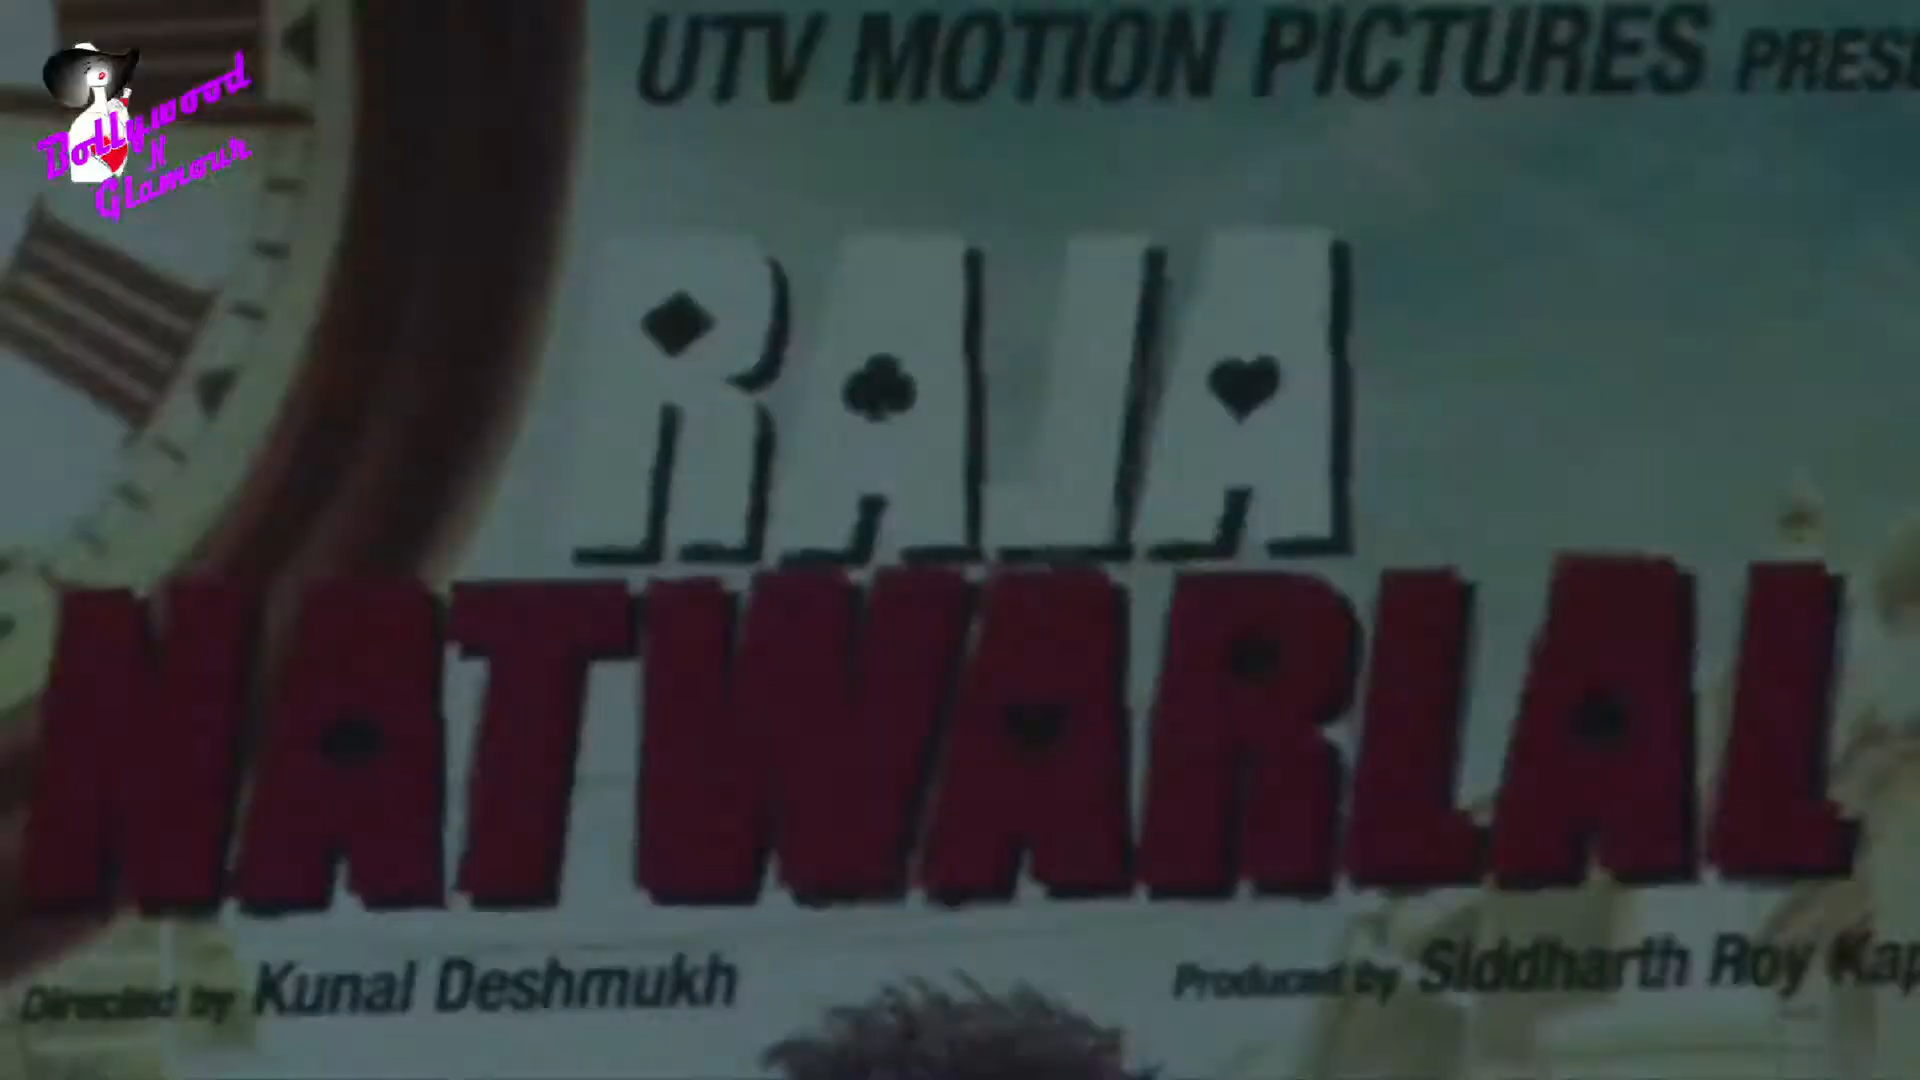 Bollywood
N
Glamour
UTV MOTION PICTURES
RAJA
NATWARLAL
Directed by Kunal Deshmukh
Produced by Siddharth Roy